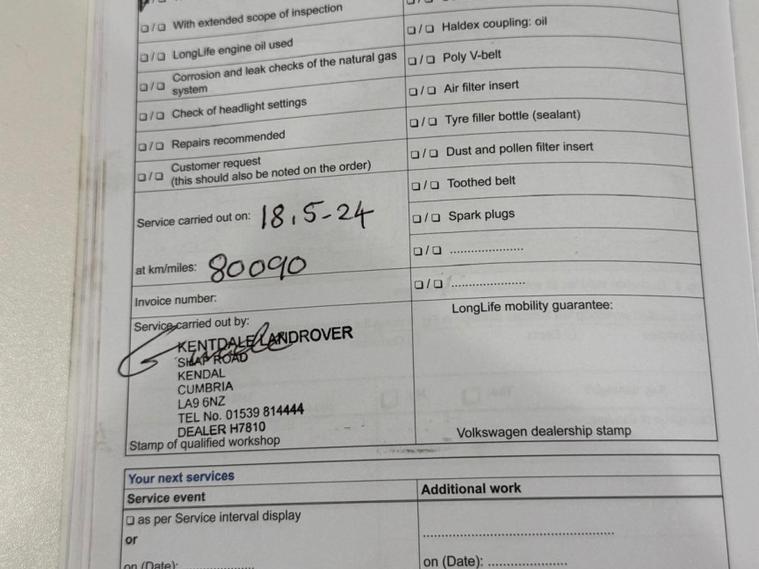 ❏ / ❏ With extended scope of inspection
❏ / ❏ LongLife engine oil used
❏ / ❏ Corrosion and leak checks of the natural gas
system
❏ / ❏ Check of headlight settings
❏ / ❏ Repairs recommended
❏ / ❏ Customer request
(this should also be noted on the order)
Service carried out on: 18.5-24
at km/miles: 80090
Invoice number:
Service carried out by:
KENTDALE LANDROVER
SHAP ROAD
KENDAL
CUMBRIA
LA9 6NZ
TEL No. 01539 814444
DEALER H7810
Stamp of qualified workshop
❏ / ❏ Haldex coupling: oil
❏ / ❏ Poly V-belt
❏ / ❏ Air filter insert
❏ / ❏ Tyre filler bottle (sealant)
❏ / ❏ Dust and pollen filter insert
❏ / ❏ Toothed belt
❏ / ❏ Spark plugs
❏ / ❏ ......................
❏ / ❏ ......................
LongLife mobility guarantee:
Volkswagen dealership stamp
Your next services
Service event
❏ as per Service interval display
or
on (Date): ......................
Additional work
......................................................
on (Date): ......................